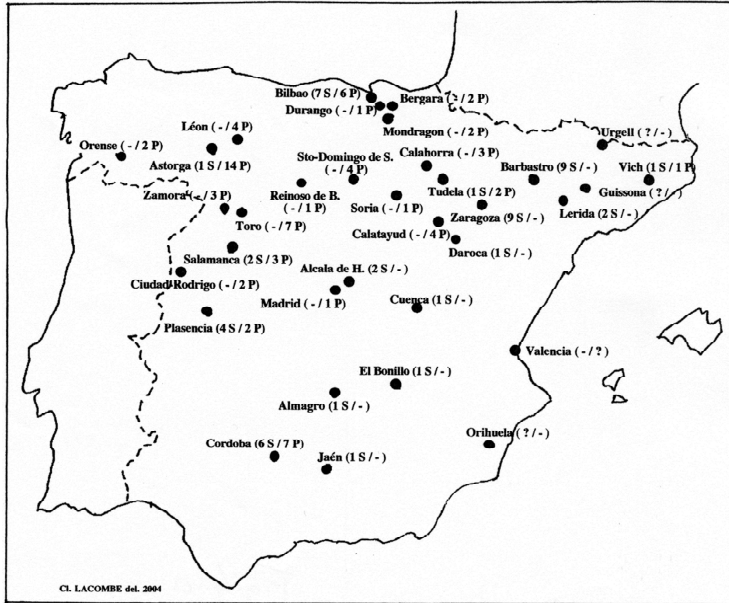 Bilbao (7 S / 6 P)
Durango ( - / 1 P)
Bergara ( - / 2 P)
Mondragon ( - / 2 P)
Léon ( - / 4 P)
Orense ( - / 2 P)
Astorga (1 S / 14 P)
Urgell ( ? / - )
Sto-Domingo de S.
( - / 4 P)
Calahorra ( - / 3 P)
Barbastro (9 S / - )
Vich (1 S / 1 P)
Zamora ( - / 3 P)
Reinoso de B.
( - / 1 P)
Soria ( - / 1 P)
Tudela (1 S / 2 P)
Guissona ( ? / - )
Toro ( - / 7 P)
Zaragoza (9 S / - )
Lerida (2 S / - )
Calatayud ( - / 4 P)
Daroca (1 S / - )
Salamanca (2 S / 3 P)
Alcala de H. (2 S / - )
Ciudad Rodrigo ( - / 2 P)
Madrid ( - / 1 P)
Cuenca (1 S / - )
Plasencia (4 S / 2 P)
Valencia ( - / ? )
El Bonillo (1 S / - )
Almagro (1 S / - )
Orihuela ( ? / - )
Cordoba (6 S / 7 P)
Jaén (1 S / - )
Cl. LACOMBE del. 2004